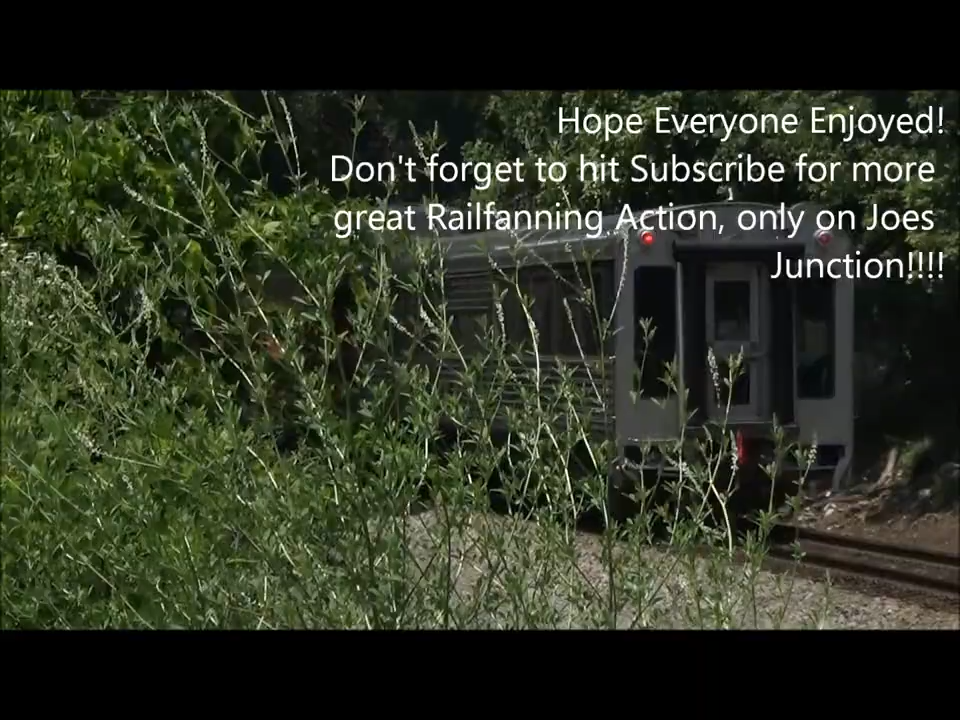 Hope Everyone Enjoyed!
Don't forget to hit Subscribe for more
great Railfanning Action, only on Joes
Junction!!!!